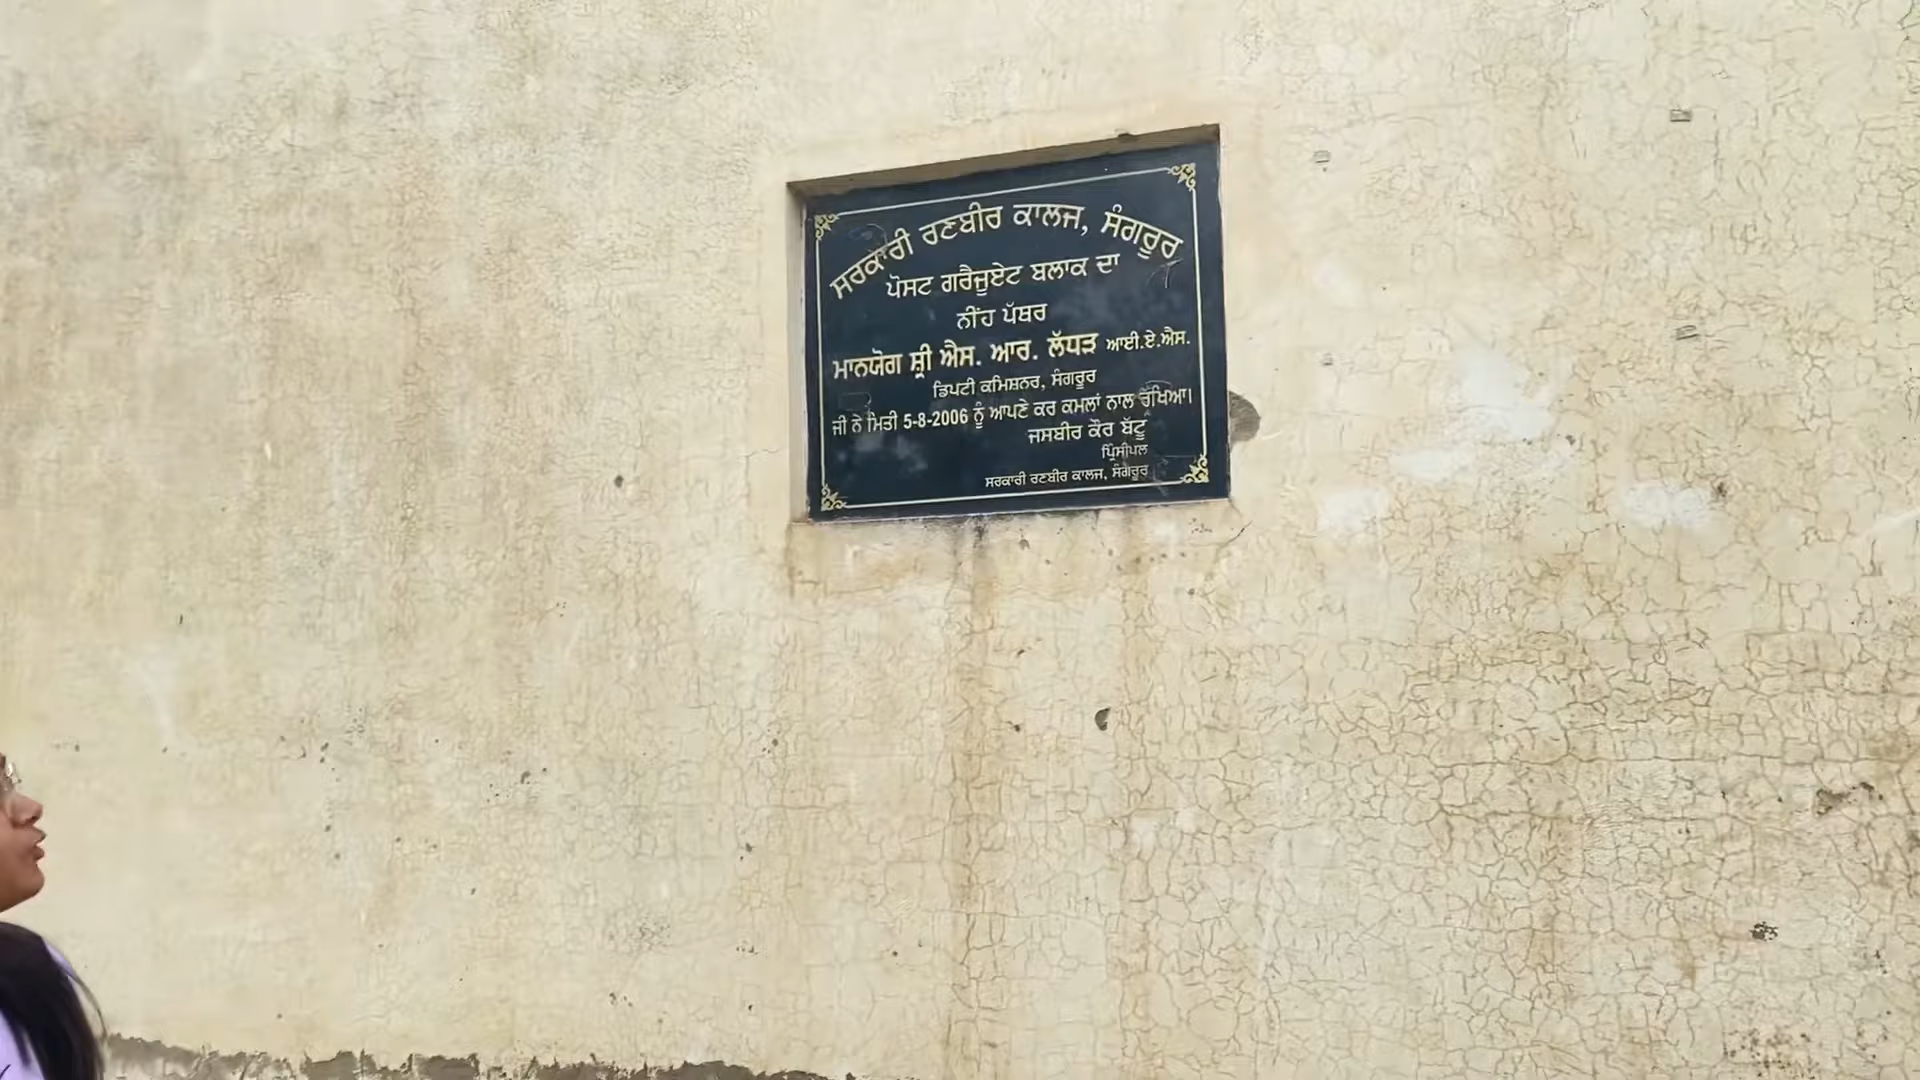 ਸਰਕਾਰੀ ਰਣਬੀਰ ਕਾਲਜ, ਸੰਗਰੂਰ
ਪੋਸਟ ਗਰੈਜੂਏਟ ਬਲਾਕ ਦਾ
ਨੀਂਹ ਪੱਥਰ
ਮਾਨਯੋਗ ਸ਼੍ਰੀ ਐਸ. ਆਰ. ਲੱਧੜ ਆਈ.ਏ.ਐਸ.
ਡਿਪਟੀ ਕਮਿਸ਼ਨਰ, ਸੰਗਰੂਰ
ਜੀ ਨੇ ਮਿਤੀ 5-8-2006 ਨੂੰ ਆਪਣੇ ਕਰ ਕਮਲਾਂ ਨਾਲ ਰੱਖਿਆ।
ਜਸਬੀਰ ਕੌਰ ਬੱਟੂ
ਪ੍ਰਿੰਸੀਪਲ
ਸਰਕਾਰੀ ਰਣਬੀਰ ਕਾਲਜ, ਸੰਗਰੂਰ